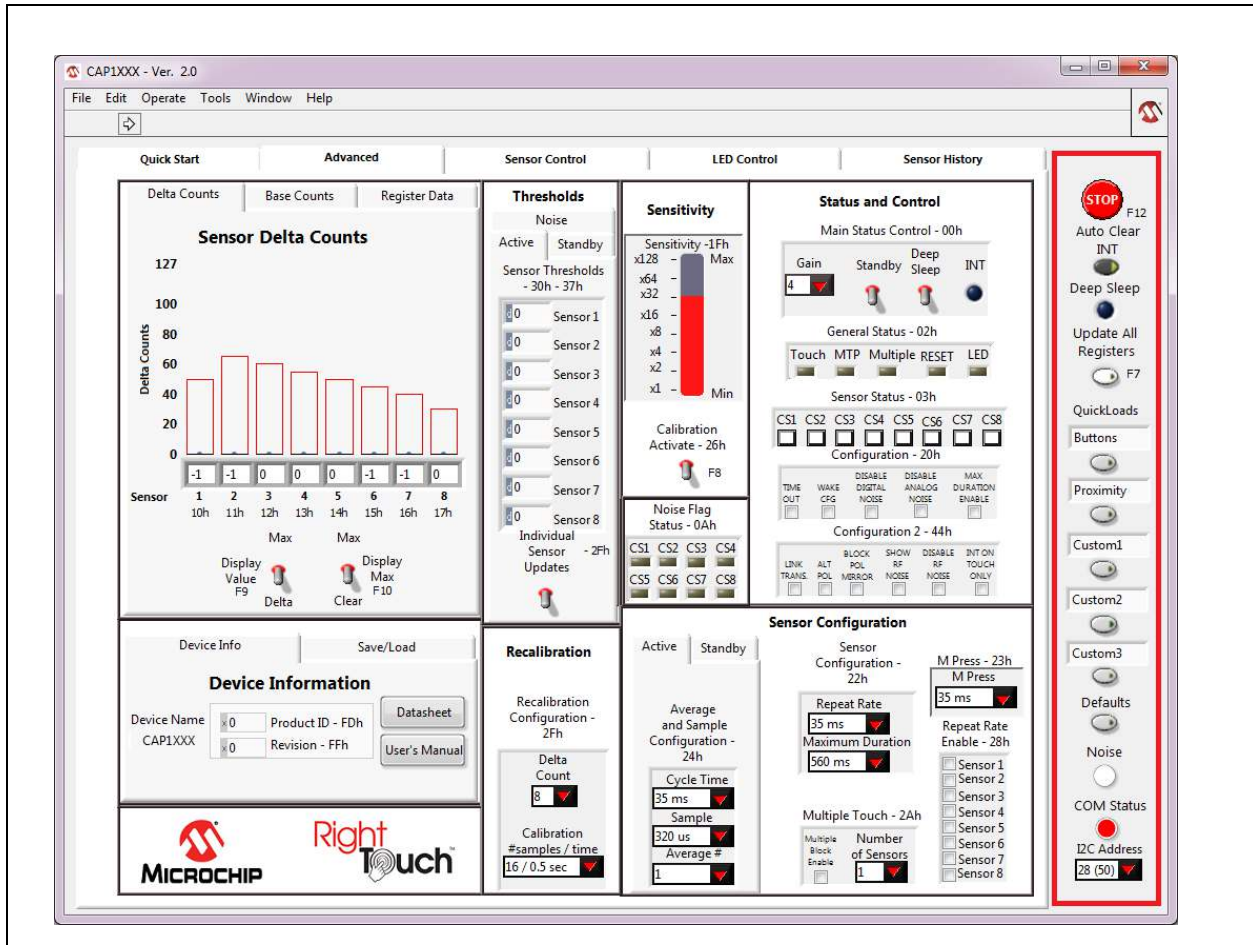 CAP1XXX - Ver. 2.0
File Edit Operate Tools Window Help
Quick Start Advanced Sensor Control LED Control Sensor History
Delta Counts Base Counts Register Data
Sensor Delta Counts
Delta Counts
127
100
80
60
40
20
0
-1 -1 0 0 0 -1 -1 0
Sensor 1 2 3 4 5 6 7 8
10h 11h 12h 13h 14h 15h 16h 17h
Max Max
Display Value F9
Delta
Display Max F10
Clear
Thresholds
Noise
Active Standby
Sensor Thresholds
- 30h - 37h
d 0 Sensor 1
d 0 Sensor 2
d 0 Sensor 3
d 0 Sensor 4
d 0 Sensor 5
d 0 Sensor 6
d 0 Sensor 7
d 0 Sensor 8
Individual
Sensor - 2Fh
Updates
Sensitivity
Sensitivity -1Fh
x128 Max
x64
x32
x16
x8
x4
x2
x1 Min
Calibration
Activate - 26h
F8
Noise Flag
Status - 0Ah
CS1 CS2 CS3 CS4
CS5 CS6 CS7 CS8
Status and Control
Main Status Control - 00h
Gain Standby Deep Sleep INT
4
General Status - 02h
Touch MTP Multiple RESET LED
Sensor Status - 03h
CS1 CS2 CS3 CS4 CS5 CS6 CS7 CS8
Configuration - 20h
TIME OUT
WAKE CFG
DISABLE DIGITAL NOISE
DISABLE ANALOG NOISE
MAX DURATION ENABLE
Configuration 2 - 44h
LINK TRANS.
ALT POL
BLOCK POL MIRROR
SHOW RF NOISE
DISABLE RF NOISE
INT ON TOUCH ONLY
Device Info Save/Load
Device Information
Device Name
CAP1XXX
x 0 Product ID - FDh
x 0 Revision - FFh
Datasheet
User's Manual
MICROCHIP
Right Touch™
Recalibration
Recalibration
Configuration -
2Fh
Delta
Count
8
Calibration
#samples / time
16 / 0.5 sec
Sensor Configuration
Active Standby
Average
and Sample
Configuration -
24h
Cycle Time
35 ms
Sample
320 us
Average #
1
Sensor
Configuration -
22h
Repeat Rate
35 ms
Maximum Duration
560 ms
Multiple Touch - 2Ah
Multiple Block Enable
Number of Sensors
1
M Press - 23h
M Press
35 ms
Repeat Rate
Enable - 28h
Sensor 1
Sensor 2
Sensor 3
Sensor 4
Sensor 5
Sensor 6
Sensor 7
Sensor 8
STOP F12
Auto Clear
INT
Deep Sleep
Update All
Registers
F7
QuickLoads
Buttons
Proximity
Custom1
Custom2
Custom3
Defaults
Noise
COM Status
I2C Address
28 (50)